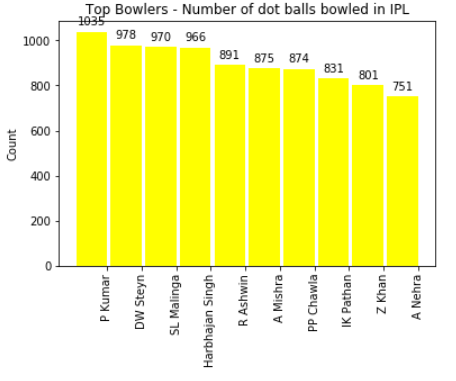 Top Bowlers - Number of dot balls bowled in IPL
1035
978
970
966
891
875
874
831
801
751
1000
800
600
400
200
0
Count
P Kumar
DW Steyn
SL Malinga
Harbhajan Singh
R Ashwin
A Mishra
PP Chawla
IK Pathan
Z Khan
A Nehra